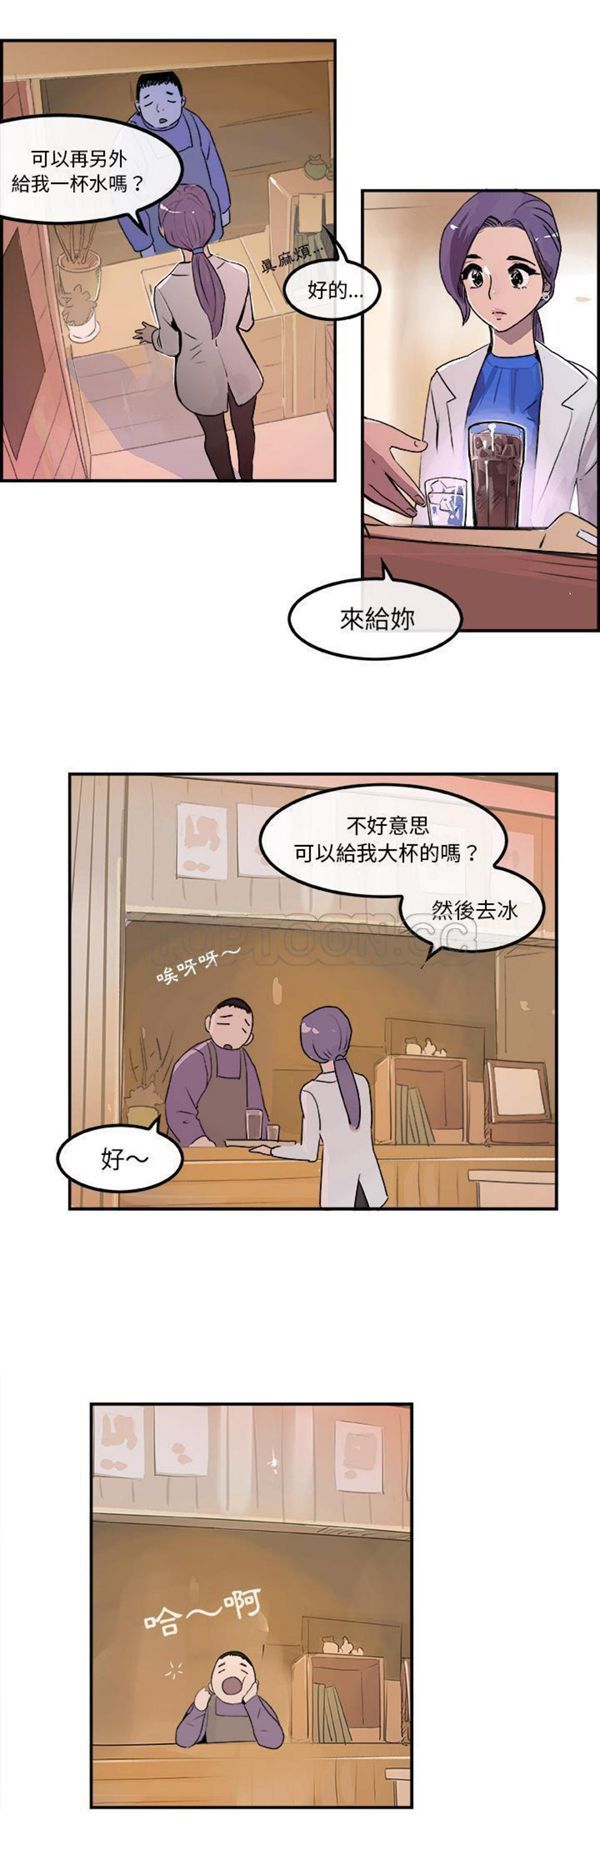 可以再另外
給我一杯水嗎？
真麻煩…
好的…
來給妳
不好意思
可以給我大杯的嗎？
然後去冰
TOPTOON.CC
唉呀呀～
好～
哈～啊